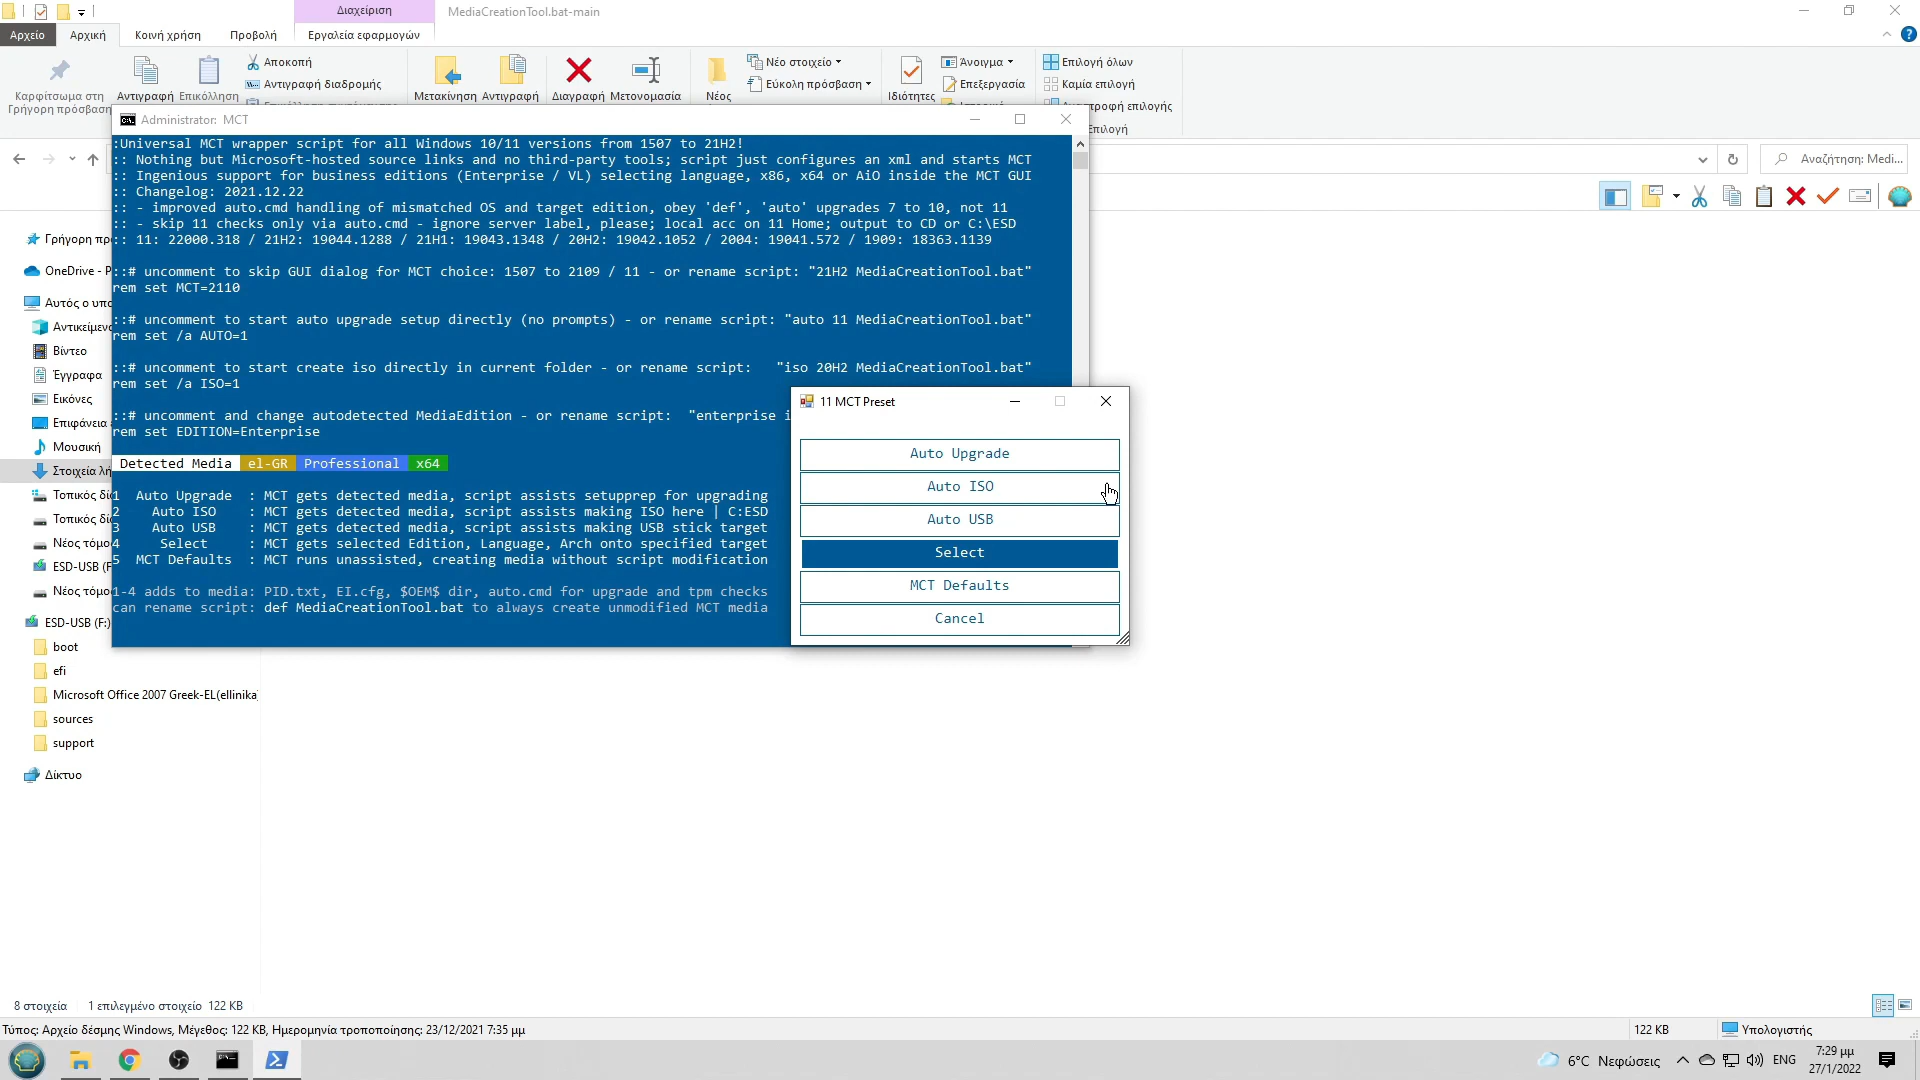 Διαχείριση
MediaCreationTool.bat-main
Αρχείο
Αρχική
Κοινή χρήση
Προβολή
Εργαλεία εφαρμογών
?
Καρφίτσωμα στη
Γρήγορη πρόσβαση
Αντιγραφή
Επικόλληση
Αποκοπή
Αντιγραφή διαδρομής
Μετακίνηση
Αντιγραφή
Διαγραφή
Μετονομασία
Νέος
Νέο στοιχείο
Εύκολη πρόσβαση
Ιδιότητες
Άνοιγμα
Επεξεργασία
Επιλογή όλων
Καμία επιλογή
τροφή επιλογής
Επιλογή
Administrator: MCT
Αναζήτηση: Medi...
:Universal MCT wrapper script for all Windows 10/11 versions from 1507 to 21H2!
:: Nothing but Microsoft-hosted source links and no third-party tools; script just configures an xml and starts MCT
:: Ingenious support for business editions (Enterprise / VL) selecting language, x86, x64 or AiO inside the MCT GUI
:: Changelog: 2021.12.22
:: - improved auto.cmd handling of mismatched OS and target edition, obey 'def', 'auto' upgrades 7 to 10, not 11
:: - skip 11 checks only via auto.cmd - ignore server label, please; local acc on 11 Home; output to CD or C:\ESD
:: 11: 22000.318 / 21H2: 19044.1288 / 21H1: 19043.1348 / 20H2: 19042.1052 / 2004: 19041.572 / 1909: 18363.1139
::# uncomment to skip GUI dialog for MCT choice: 1507 to 2109 / 11 - or rename script: "21H2 MediaCreationTool.bat"
rem set MCT=2110
::# uncomment to start auto upgrade setup directly (no prompts) - or rename script: "auto 11 MediaCreationTool.bat"
rem set /a AUTO=1
::# uncomment to start create iso directly in current folder - or rename script: "iso 20H2 MediaCreationTool.bat"
rem set /a ISO=1
::# uncomment and change autodetected MediaEdition - or rename script: "enterprise i
rem set EDITION=Enterprise
Detected Media el-GR Professional x64
1 Auto Upgrade : MCT gets detected media, script assists setupprep for upgrading
2 Auto ISO : MCT gets detected media, script assists making ISO here | C:ESD
3 Auto USB : MCT gets detected media, script assists making USB stick target
4 Select : MCT gets selected Edition, Language, Arch onto specified target
5 MCT Defaults : MCT runs unassisted, creating media without script modification
1-4 adds to media: PID.txt, EI.cfg, $OEM$ dir, auto.cmd for upgrade and tpm checks
can rename script: def MediaCreationTool.bat to always create unmodified MCT media
11 MCT Preset
Auto Upgrade
Auto ISO
Auto USB
Select
MCT Defaults
Cancel
Γρήγορη πρ
OneDrive - P
Αυτός ο υπο
Αντικείμεν
Βίντεο
Έγγραφα
Εικόνες
Επιφάνεια
Μουσική
Στοιχεία λή
Τοπικός δί
Τοπικός δί
Νέος τόμο
ESD-USB (F
Νέος τόμο
ESD-USB (F:)
boot
efi
Microsoft Office 2007 Greek-EL(ellinika
sources
support
Δίκτυο
8 στοιχεία
1 επιλεγμένο στοιχείο 122 KB
Τύπος: Αρχείο δέσμης Windows, Μέγεθος: 122 KB, Ημερομηνία τροποποίησης: 23/12/2021 7:35 μμ
122 KB
Υπολογιστής
6°C Νεφώσεις
ENG
7:29 μμ
27/1/2022